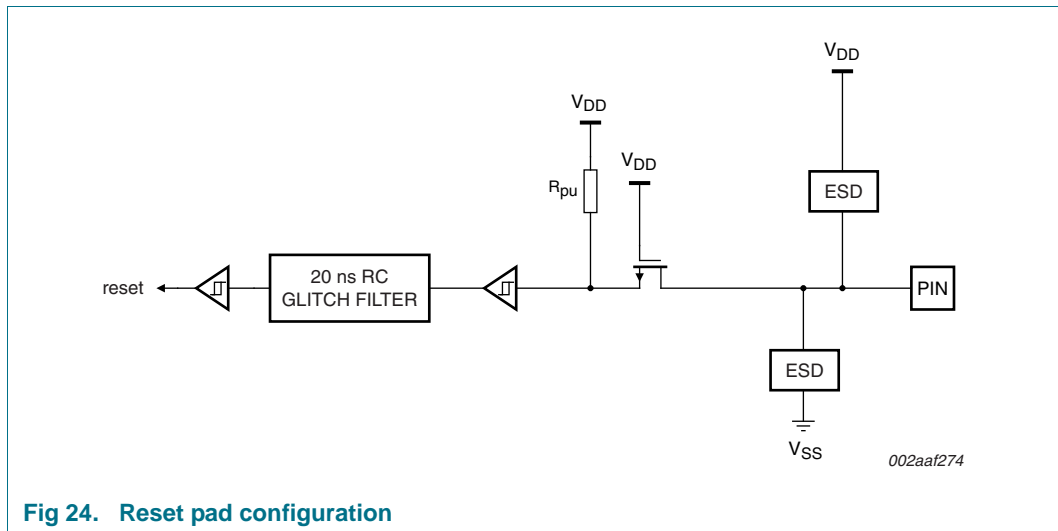 VDD
VDD
VDD
Rpu
ESD
reset
20 ns RC
GLITCH FILTER
PIN
ESD
VSS
002aaf274
Fig 24. Reset pad configuration